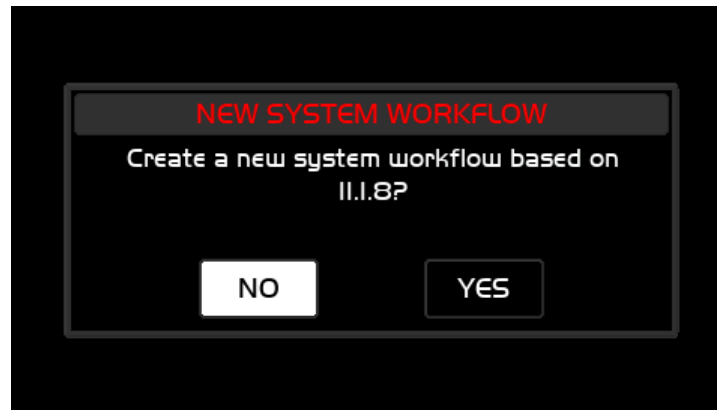 NEW SYSTEM WORKFLOW
Create a new system workflow based on
11.1.8?
NO
YES